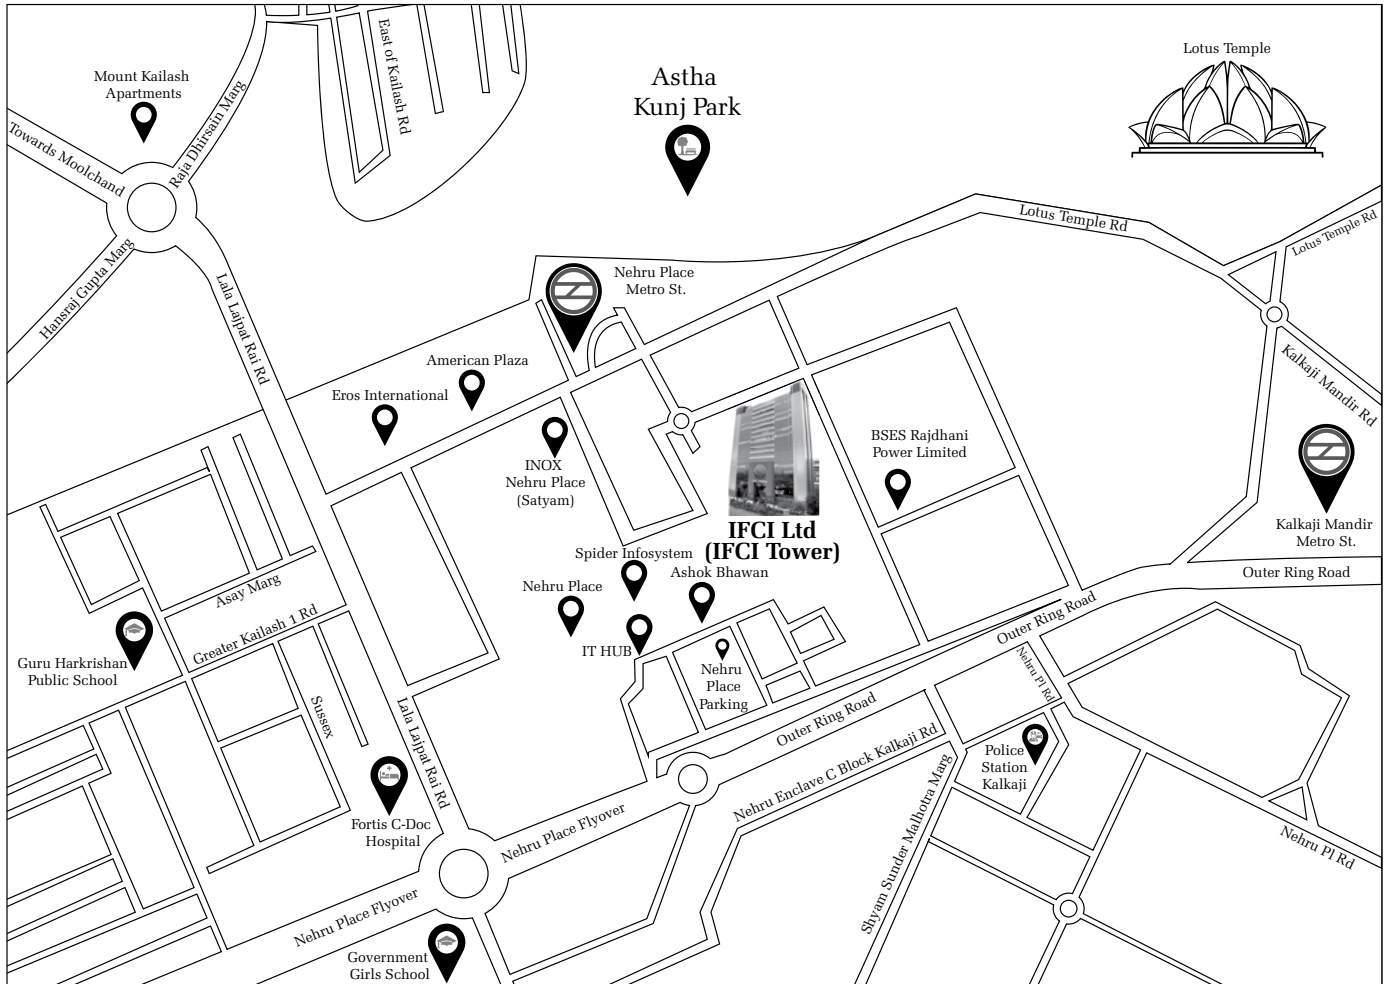 Lotus Temple
Mount Kailash
Apartments
East of Kailash Rd
Astha
Kunj Park
Raja Dhirsain Marg
Towards Moolchand
Hansraj Gupta Marg
Lala Lajpat Rai Rd
Lotus Temple Rd
Lotus Temple Rd
Nehru Place
Metro St.
American Plaza
Eros International
Kalkaji Mandir Rd
INOX
Nehru Place
(Satyam)
BSES Rajdhani
Power Limited
IFCI Ltd
(IFCI Tower)
Kalkaji Mandir
Metro St.
Spider Infosystem
Ashok Bhawan
Nehru Place
Outer Ring Road
Asay Marg
Greater Kailash 1 Rd
Outer Ring Road
IT HUB
Guru Harkrishan
Public School
Nehru
Place
Parking
Nehru Pl Rd
Sussex
Lala Lajpat Rai Rd
Outer Ring Road
Nehru Enclave C Block Kalkaji Rd
Police
Station
Kalkaji
Shyam Sunder Malhotra Marg
Fortis C-Doc
Hospital
Nehru Place Flyover
Nehru Pl Rd
Nehru Place Flyover
Government
Girls School